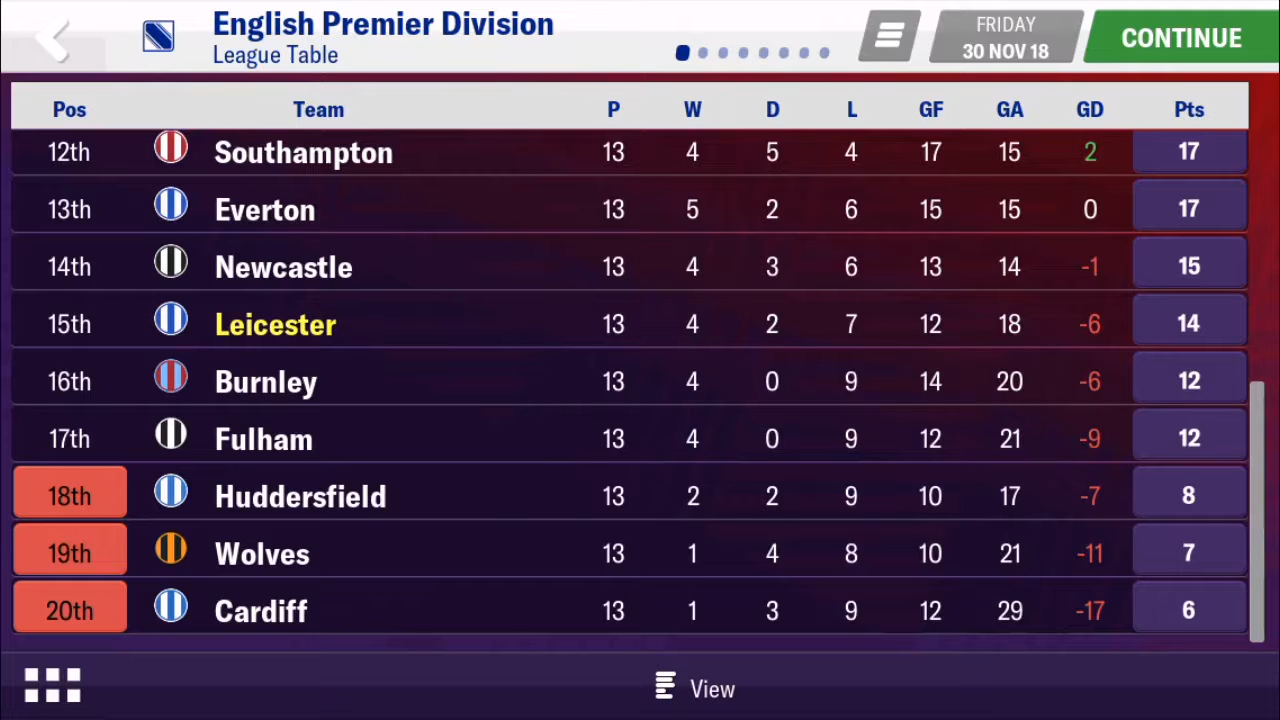 English Premier Division
League Table
FRIDAY
30 NOV 18
CONTINUE
Pos Team P W D L GF GA GD Pts
12th Southampton 13 4 5 4 17 15 2 17
13th Everton 13 5 2 6 15 15 0 17
14th Newcastle 13 4 3 6 13 14 -1 15
15th Leicester 13 4 2 7 12 18 -6 14
16th Burnley 13 4 0 9 14 20 -6 12
17th Fulham 13 4 0 9 12 21 -9 12
18th Huddersfield 13 2 2 9 10 17 -7 8
19th Wolves 13 1 4 8 10 21 -11 7
20th Cardiff 13 1 3 9 12 29 -17 6
View